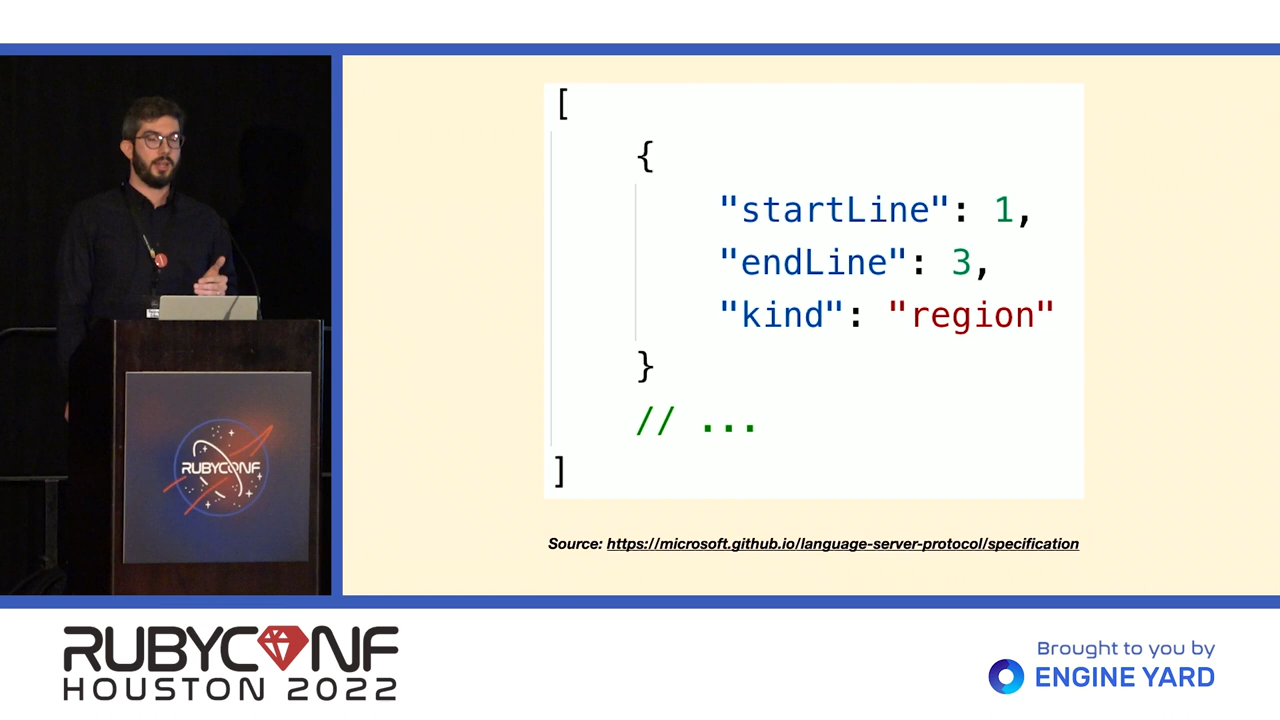 [
{
"startLine": 1,
"endLine": 3,
"kind": "region"
}
// ...
]
Source: https://microsoft.github.io/language-server-protocol/specification
RUBYCONF
RUBYCONF
HOUSTON 2022
Brought to you by
ENGINE YARD